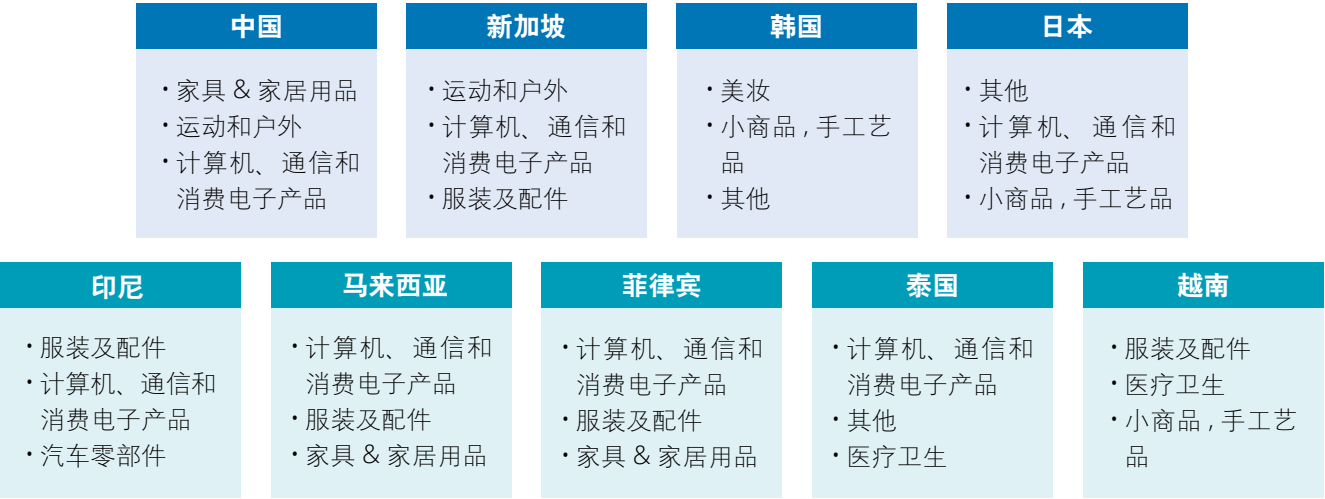 中国
・家具 & 家居用品
・运动和户外
・计算机、通信和
消费电子产品
新加坡
・运动和户外
・计算机、通信和
消费电子产品
・服装及配件
韩国
・美妆
・小商品,手工艺
品
・其他
日本
・其他
・计算机、通信和
消费电子产品
・小商品,手工艺品
印尼
・服装及配件
・计算机、通信和
消费电子产品
・汽车零部件
马来西亚
・计算机、通信和
消费电子产品
・服装及配件
・家具 & 家居用品
菲律宾
・计算机、通信和
消费电子产品
・服装及配件
・家具 & 家居用品
泰国
・计算机、通信和
消费电子产品
・其他
・医疗卫生
越南
・服装及配件
・医疗卫生
・小商品,手工艺
品